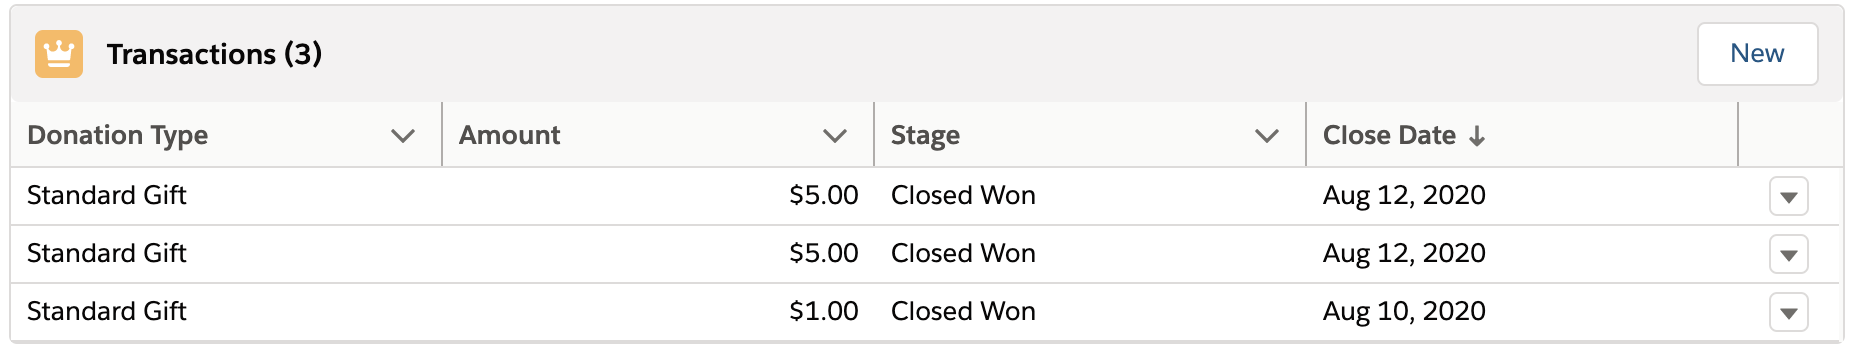 Transactions (3)
New
Donation Type Amount Stage Close Date ↓
Standard Gift $5.00 Closed Won Aug 12, 2020
Standard Gift $5.00 Closed Won Aug 12, 2020
Standard Gift $1.00 Closed Won Aug 10, 2020